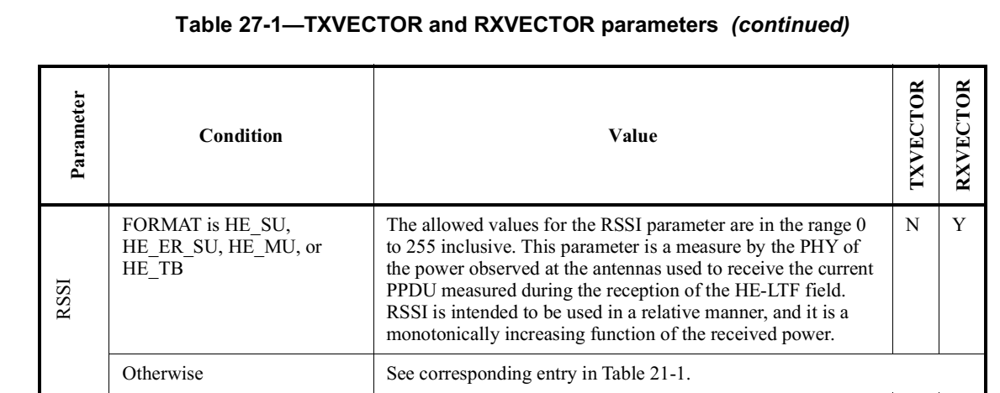 Table 27-1—TXVECTOR and RXVECTOR parameters (continued)
Parameter
Condition
Value
TXVECTOR
RXVECTOR
RSSI
FORMAT is HE_SU,
HE_ER_SU, HE_MU, or
HE_TB
The allowed values for the RSSI parameter are in the range 0
to 255 inclusive. This parameter is a measure by the PHY of
the power observed at the antennas used to receive the current
PPDU measured during the reception of the HE-LTF field.
RSSI is intended to be used in a relative manner, and it is a
monotonically increasing function of the received power.
N
Y
Otherwise
See corresponding entry in Table 21-1.